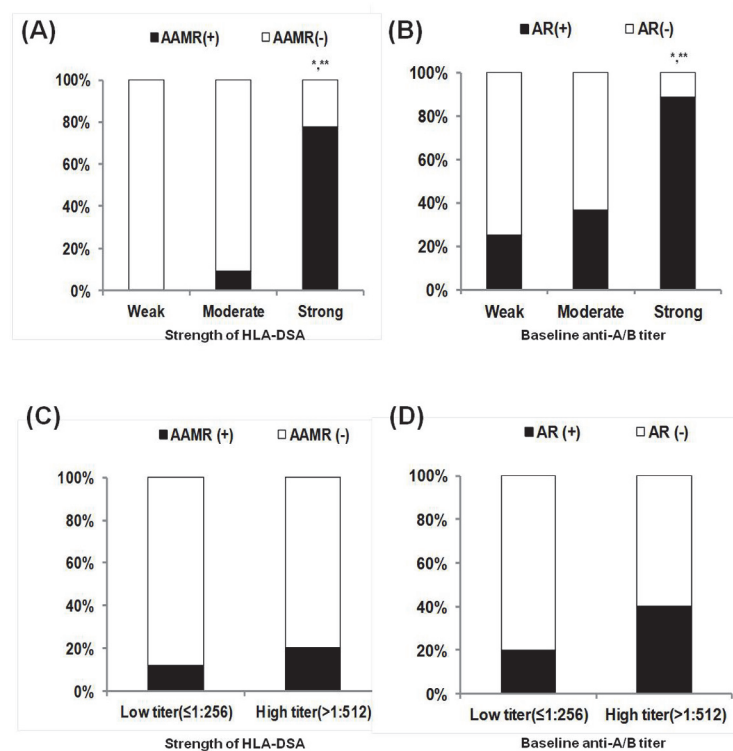 (A)
■AAMR(+) □AAMR(-)
*,**
100%
80%
60%
40%
20%
0%
Weak Moderate Strong
Strength of HLA-DSA
(B)
■AR(+) □AR(-)
*,**
100%
80%
60%
40%
20%
0%
Weak Moderate Strong
Baseline anti-A/B titer
(C)
■AAMR (+) □AAMR (-)
100%
80%
60%
40%
20%
0%
Low titer(≤1:256) High titer(>1:512)
Strength of HLA-DSA
(D)
■AR (+) □AR (-)
100%
80%
60%
40%
20%
0%
Low titer(≤1:256) High titer(>1:512)
Baseline anti-A/B titer